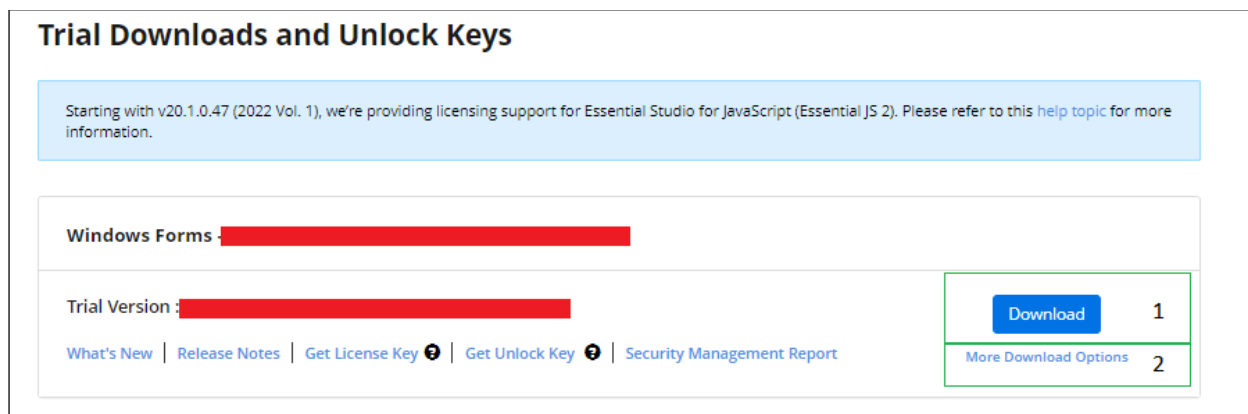 Trial Downloads and Unlock Keys
Starting with v20.1.0.47 (2022 Vol. 1), we're providing licensing support for Essential Studio for JavaScript (Essential JS 2). Please refer to this help topic for more
information.
Windows Forms -
Trial Version :
Download 1
What's New | Release Notes | Get License Key ? | Get Unlock Key ? | Security Management Report
More Download Options 2